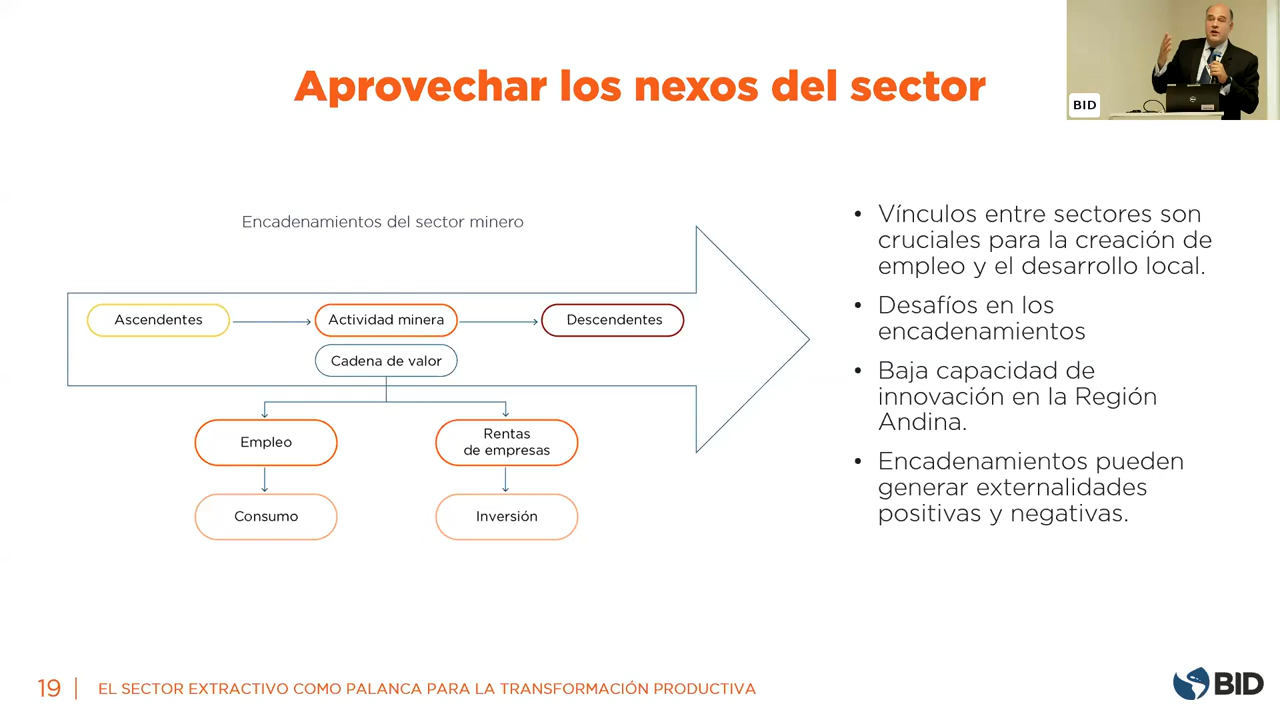 Aprovechar los nexos del sector
BID
Encadenamientos del sector minero
Ascendentes
Actividad minera
Descendentes
Cadena de valor
Empleo
Rentas
de empresas
Consumo
Inversión
• Vínculos entre sectores son
cruciales para la creación de
empleo y el desarrollo local.
• Desafíos en los
encadenamientos
• Baja capacidad de
innovación en la Región
Andina.
• Encadenamientos pueden
generar externalidades
positivas y negativas.
19 | EL SECTOR EXTRACTIVO COMO PALANCA PARA LA TRANSFORMACIÓN PRODUCTIVA
BID